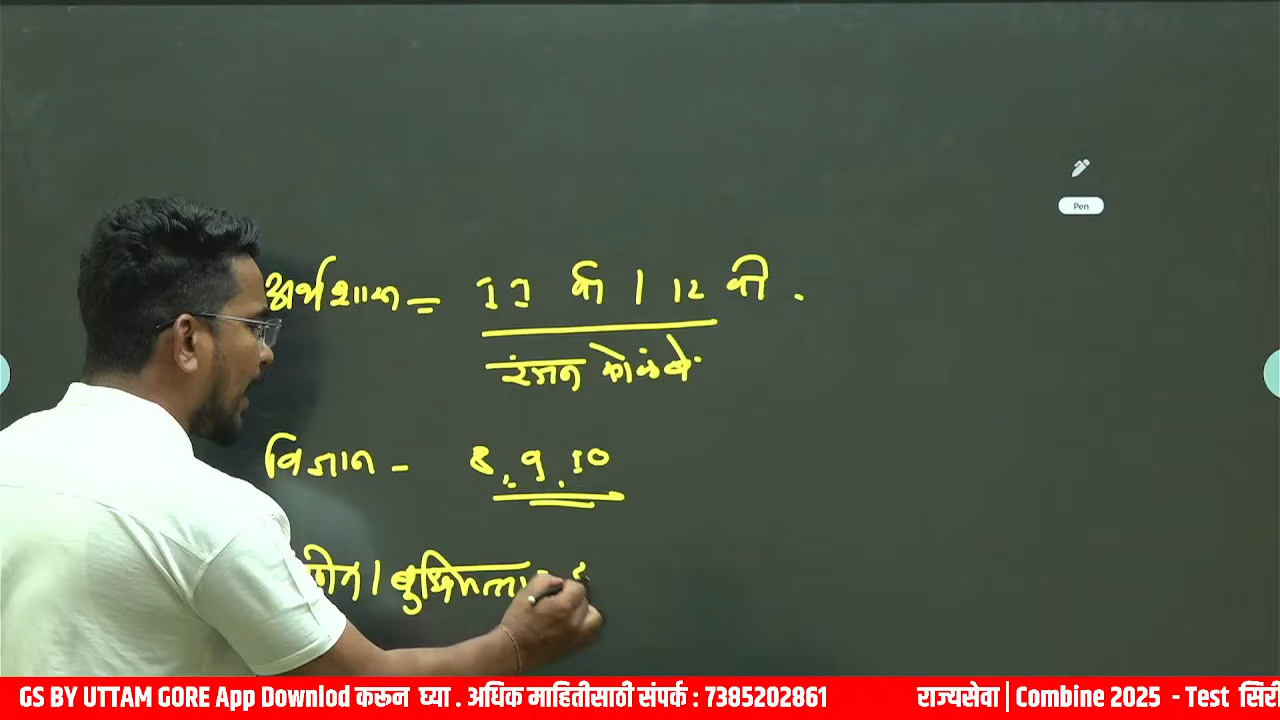 Pen
अर्थशास्त्र = 11 वी / 12 वी .
रंजन कोळंबे
विज्ञान - 8, 9, 10
/ बुद्धिमत्ता
GS BY UTTAM GORE App Downlod करून घ्या . अधिक माहितीसाठी संपर्क : 7385202861 राज्यसेवा | Combine 2025 - Test सिरी